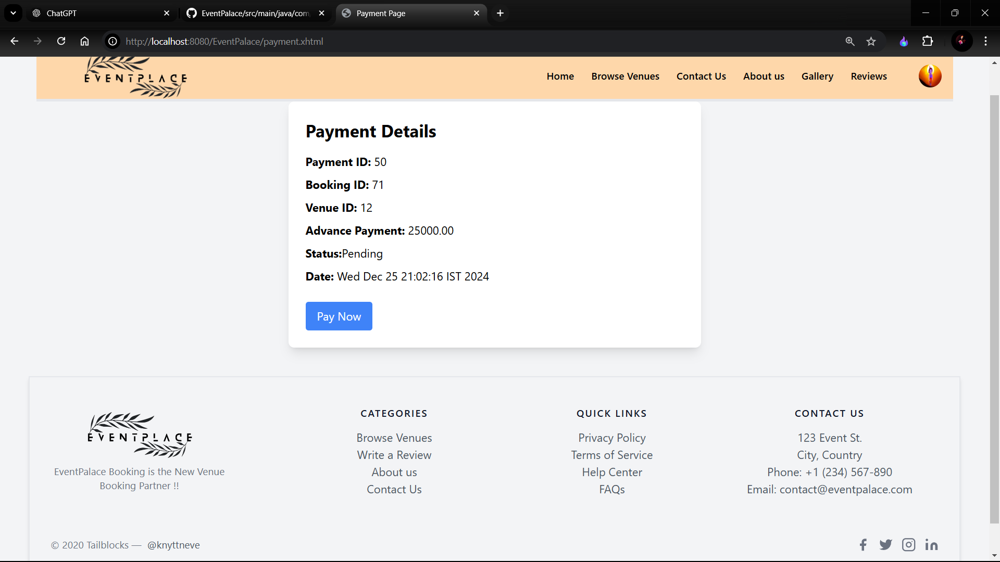 ChatGPT
EventPalace/src/main/java/com
Payment Page
http://localhost:8080/EventPalace/payment.xhtml
EVENTPLACE
Home Browse Venues Contact Us About us Gallery Reviews
Payment Details
Payment ID: 50
Booking ID: 71
Venue ID: 12
Advance Payment: 25000.00
Status:Pending
Date: Wed Dec 25 21:02:16 IST 2024
Pay Now
EVENTPLACE
EventPalace Booking is the New Venue
Booking Partner !!
CATEGORIES
Browse Venues
Write a Review
About us
Contact Us
QUICK LINKS
Privacy Policy
Terms of Service
Help Center
FAQs
CONTACT US
123 Event St.
City, Country
Phone: +1 (234) 567-890
Email: contact@eventpalace.com
© 2020 Tailblocks — @knyttneve